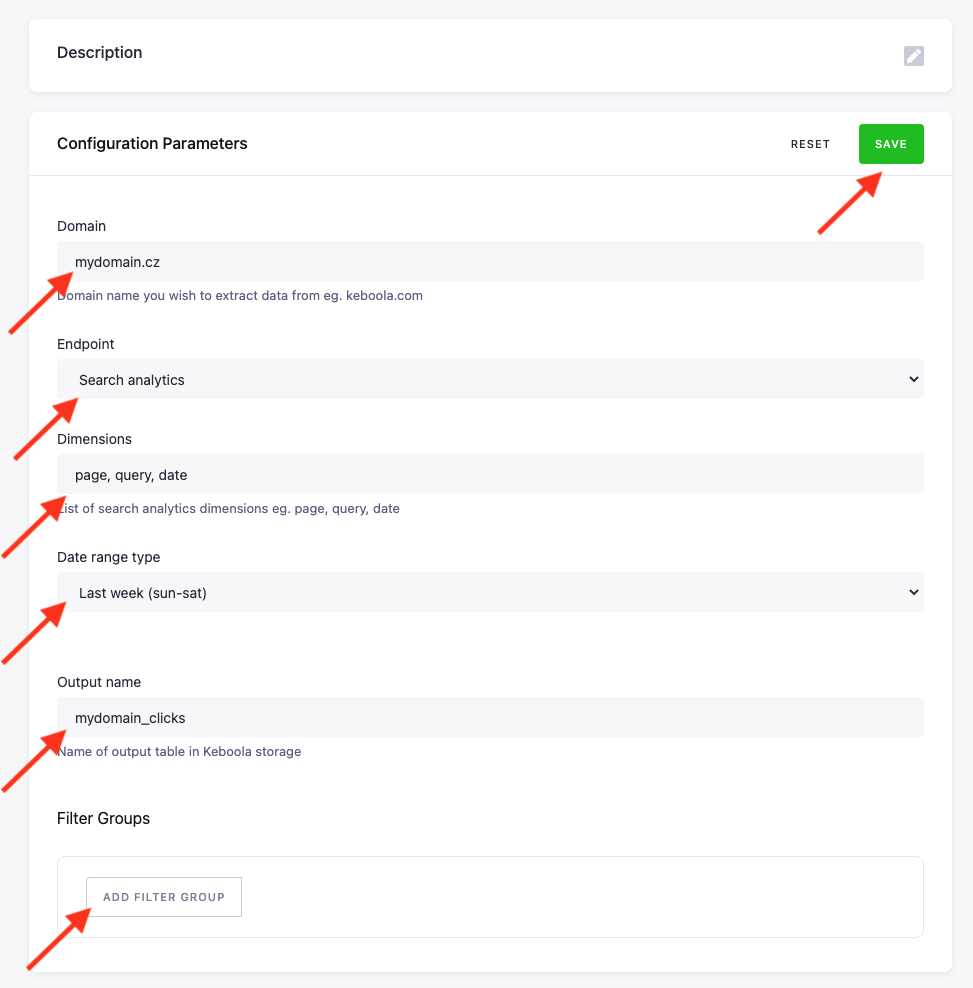 Description
Configuration Parameters
RESET
SAVE
Domain
mydomain.cz
Domain name you wish to extract data from eg. keboola.com
Endpoint
Search analytics
Dimensions
page, query, date
List of search analytics dimensions eg. page, query, date
Date range type
Last week (sun-sat)
Output name
mydomain_clicks
Name of output table in Keboola storage
Filter Groups
ADD FILTER GROUP